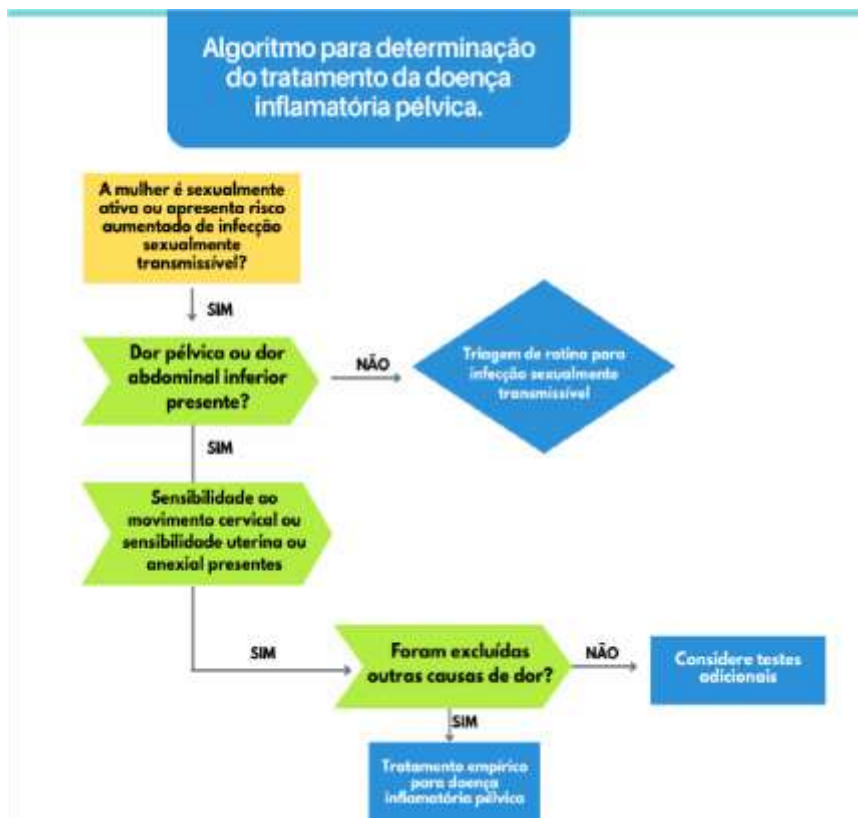 Algoritmo para determinação
do tratamento da doença
inflamatória pélvica.
A mulher é sexualmente
ativa ou apresenta risco
aumentado de infecção
sexualmente
transmissível?
SIM
Dor pélvica ou dor
abdominal inferior
presente?
NÃO
Triagem de rotina para
infecção sexualmente
transmissível
SIM
Sensibilidade ao
movimento cervical ou
sensibilidade uterina ou
anexial presentes
SIM
Foram excluídas
outras causas de dor?
NÃO
Considere testes
adicionais
SIM
Tratamento empírico
para doença
inflamatória pélvica